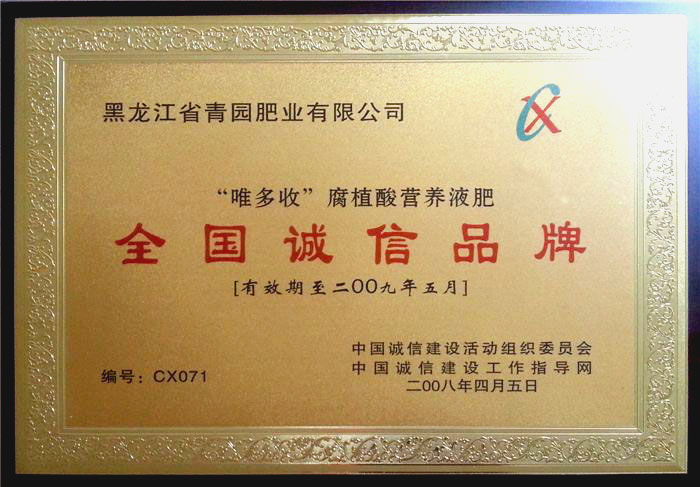 黑龙江省青园肥业有限公司
CX
“唯多收”腐植酸营养液肥
全国诚信品牌
[有效期至二00九年五月]
编号：CX071
中国诚信建设活动组织委员会
中国诚信建设工作指导网
二00八年四月五日